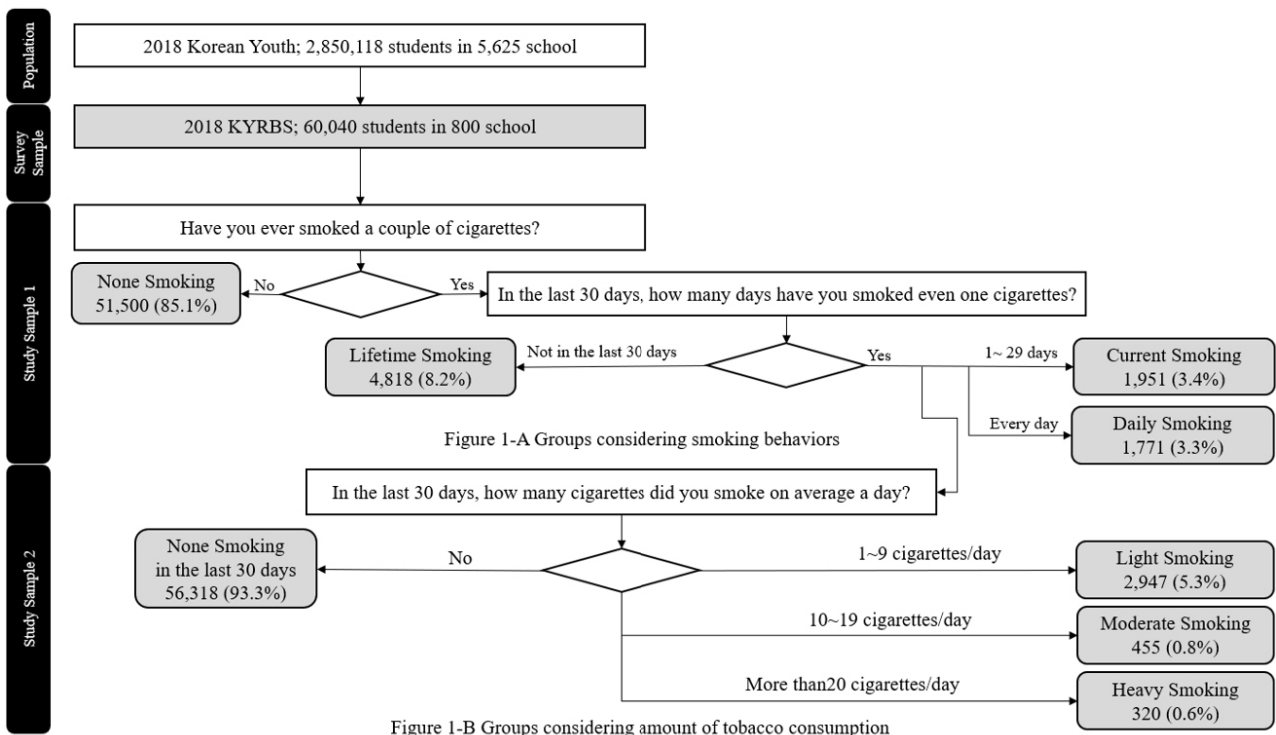 Population
2018 Korean Youth; 2,850,118 students in 5,625 school
Survey
Sample
2018 KYRBS; 60,040 students in 800 school
Study Sample 1
Have you ever smoked a couple of cigarettes?
None Smoking
51,500 (85.1%)
No
Yes
In the last 30 days, how many days have you smoked even one cigarettes?
Lifetime Smoking
4,818 (8.2%)
Not in the last 30 days
Yes
1~ 29 days
Current Smoking
1,951 (3.4%)
Every day
Daily Smoking
1,771 (3.3%)
Figure 1-A Groups considering smoking behaviors
Study Sample 2
In the last 30 days, how many cigarettes did you smoke on average a day?
None Smoking
in the last 30 days
56,318 (93.3%)
No
1~9 cigarettes/day
Light Smoking
2,947 (5.3%)
10~19 cigarettes/day
Moderate Smoking
455 (0.8%)
More than20 cigarettes/day
Heavy Smoking
320 (0.6%)
Figure 1-B Groups considering amount of tobacco consumption